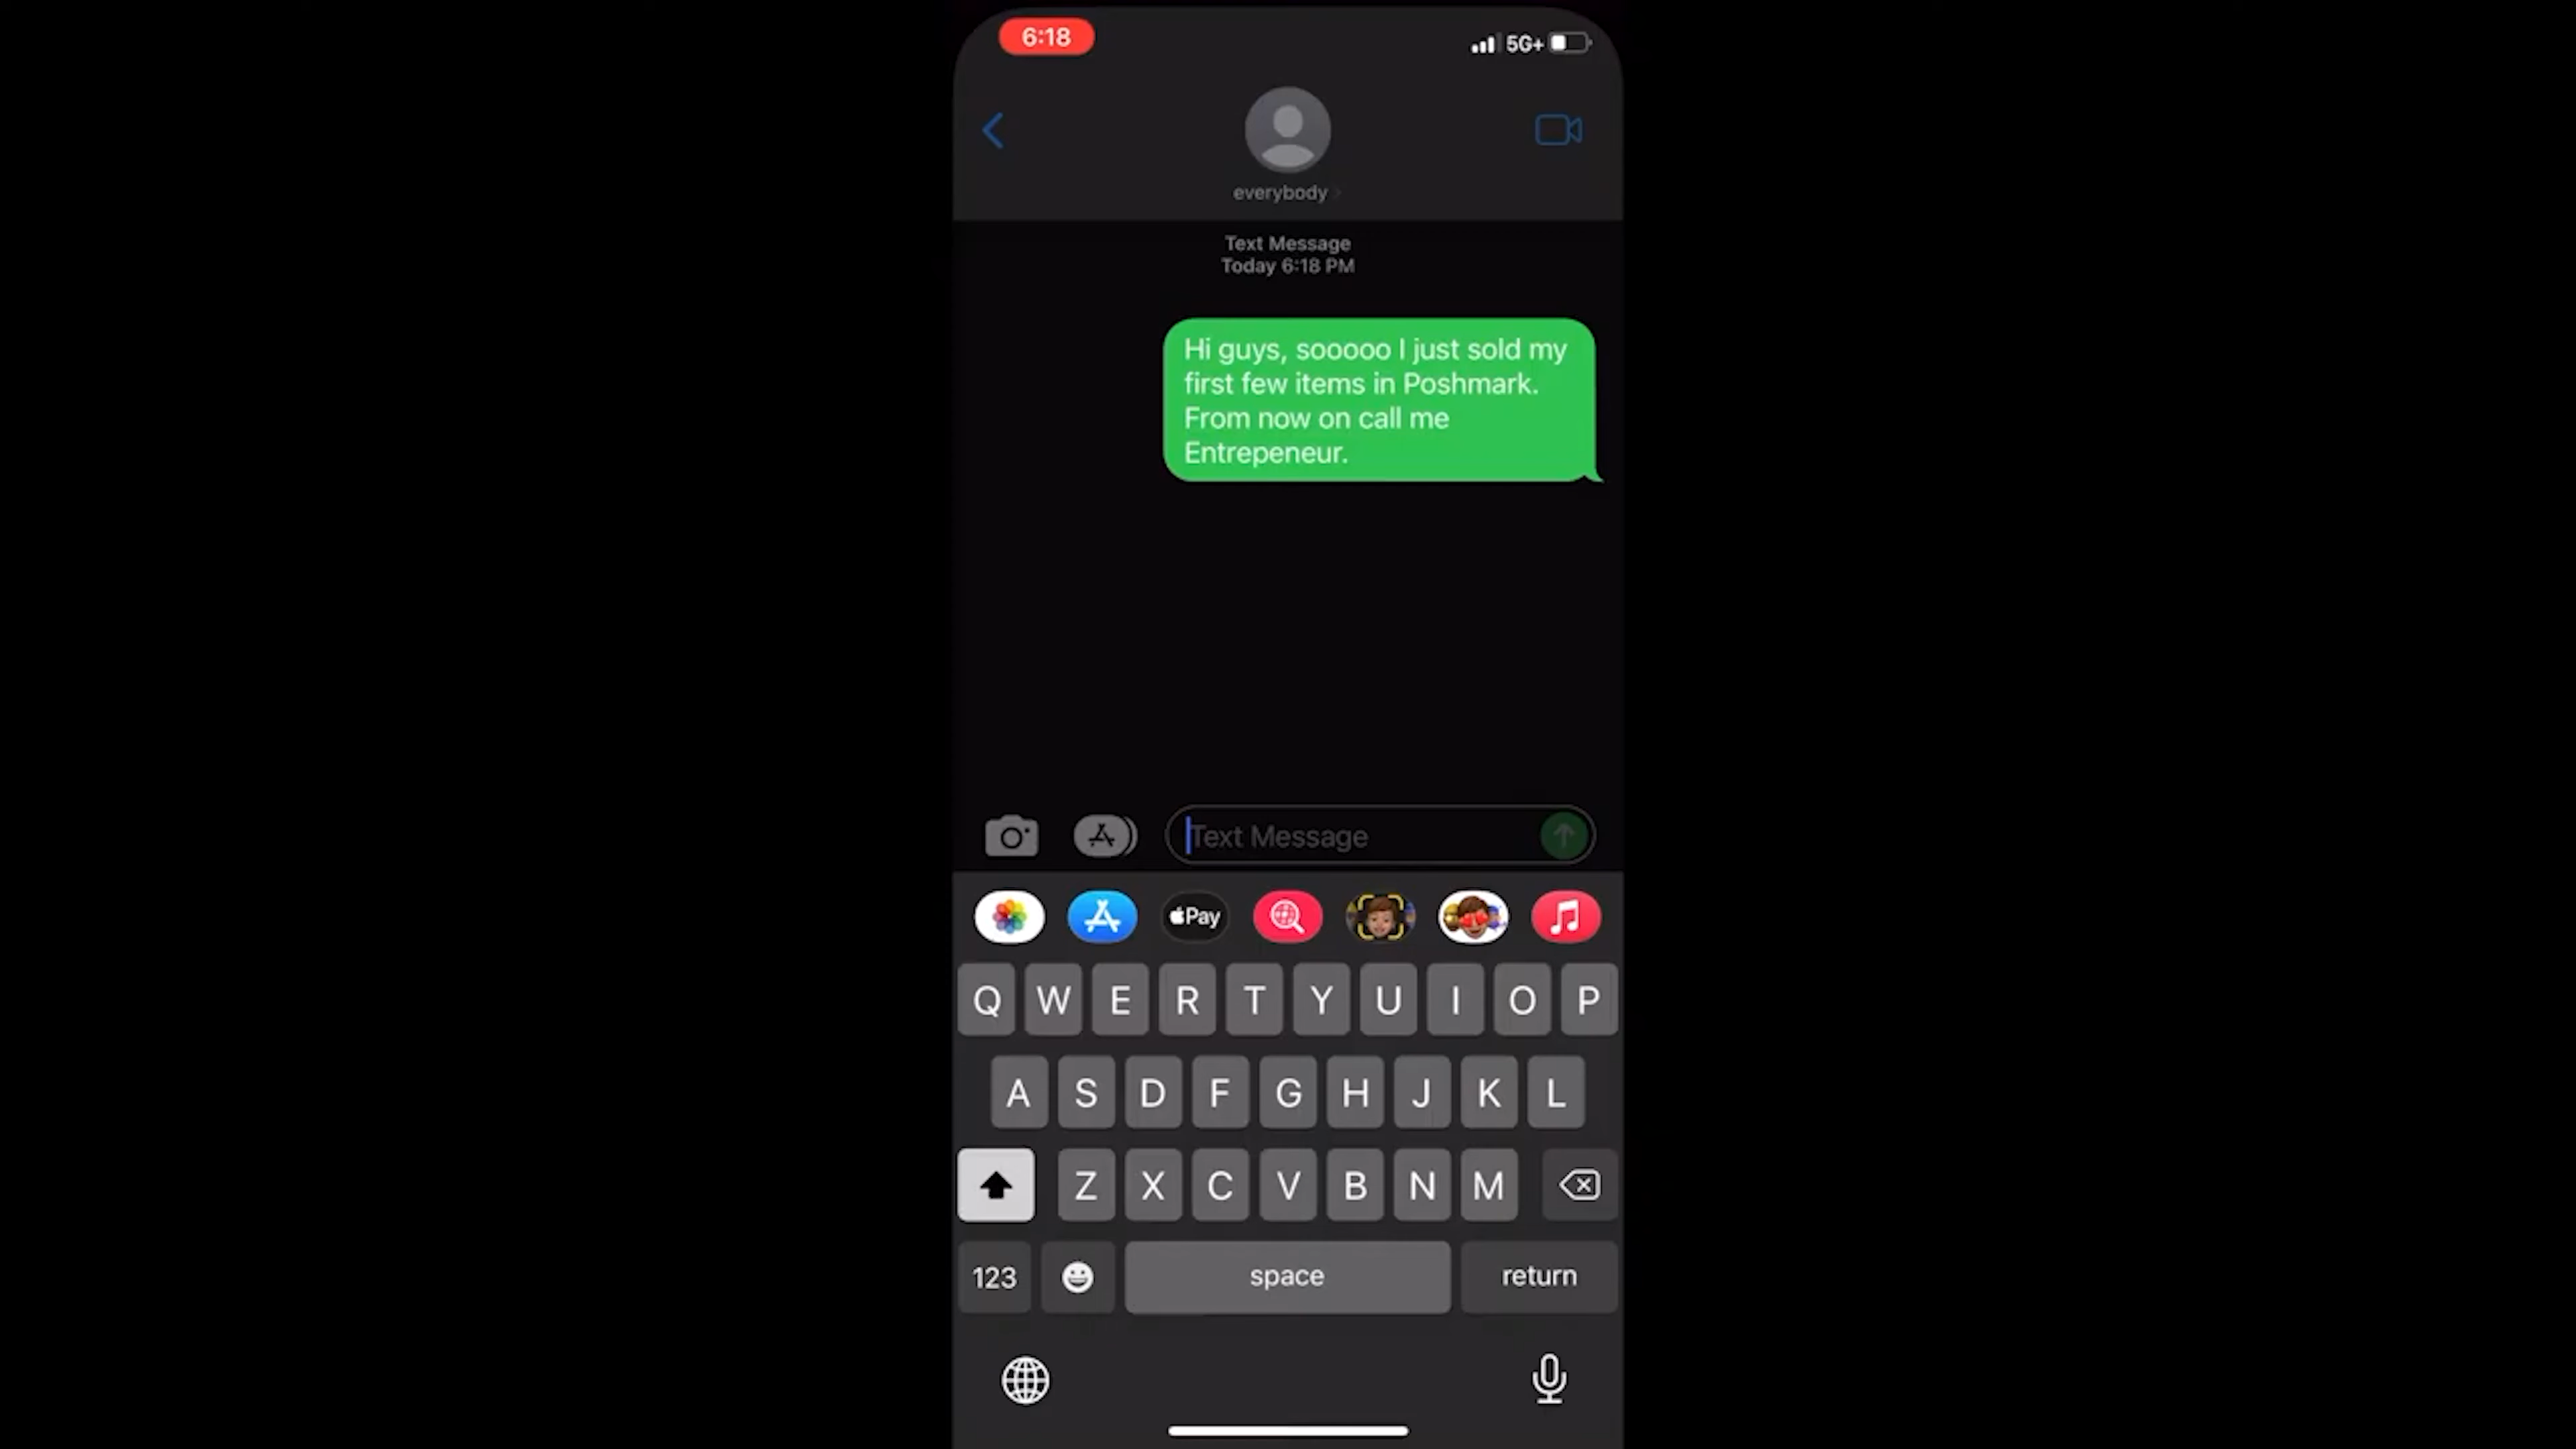 6:18
5G+
everybody
Text Message
Today 6:18 PM
Hi guys, sooooo I just sold my
first few items in Poshmark.
From now on call me
Entrepeneur.
Text Message
Pay
Q W E R T Y U I O P
A S D F G H J K L
Z X C V B N M
123
space
return